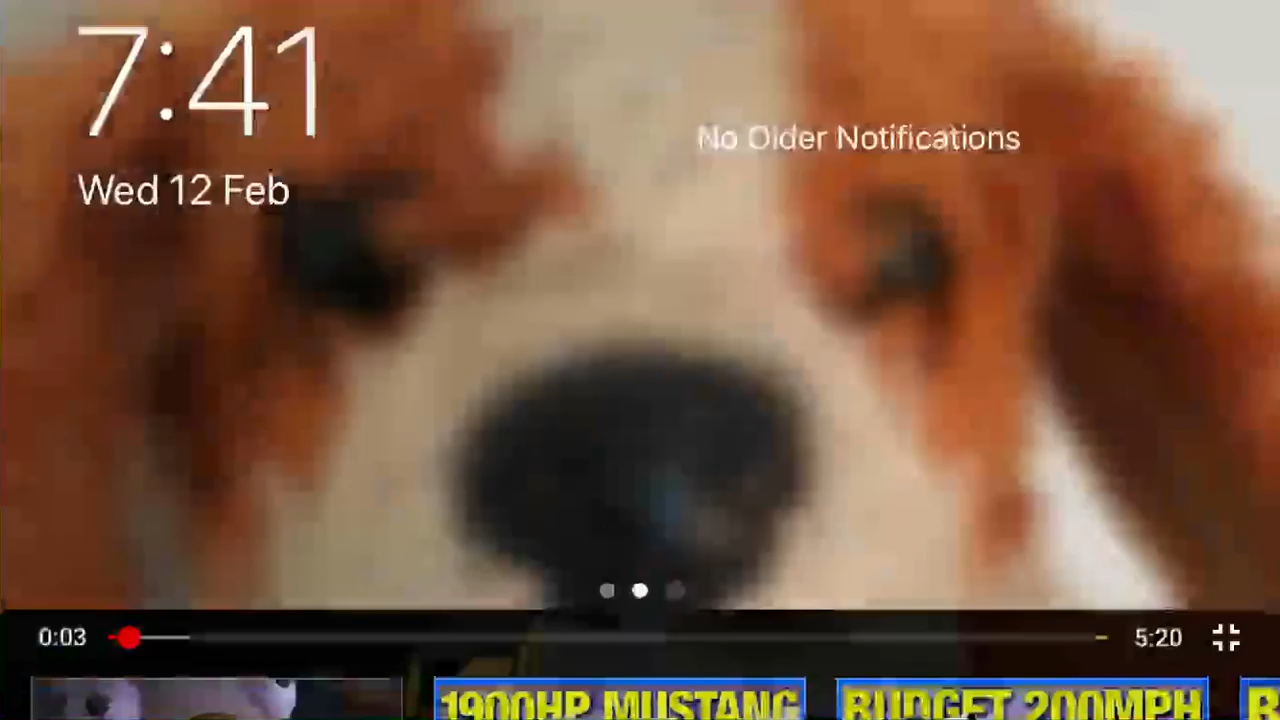 7:41
No Older Notifications
Wed 12 Feb
0:03
5:20
1900HP MUSTANG
BUDGET 200MPH